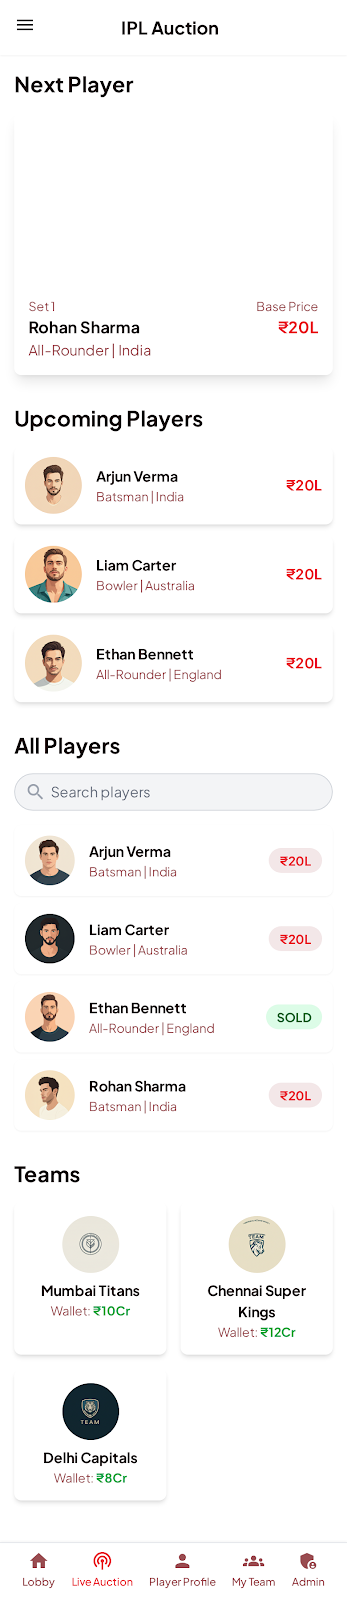 IPL Auction
Next Player
Set 1
Base Price
Rohan Sharma
₹20L
All-Rounder | India
Upcoming Players
Arjun Verma
Batsman | India
₹20L
Liam Carter
Bowler | Australia
₹20L
Ethan Bennett
All-Rounder | England
₹20L
All Players
Search players
Arjun Verma
Batsman | India
₹20L
Liam Carter
Bowler | Australia
₹20L
Ethan Bennett
All-Rounder | England
SOLD
Rohan Sharma
Batsman | India
₹20L
Teams
Mumbai Titans
Wallet: ₹10Cr
TEAM
Chennai Super
Kings
Wallet: ₹12Cr
TEAM
Delhi Capitals
Wallet: ₹8Cr
Lobby
Live Auction
Player Profile
My Team
Admin